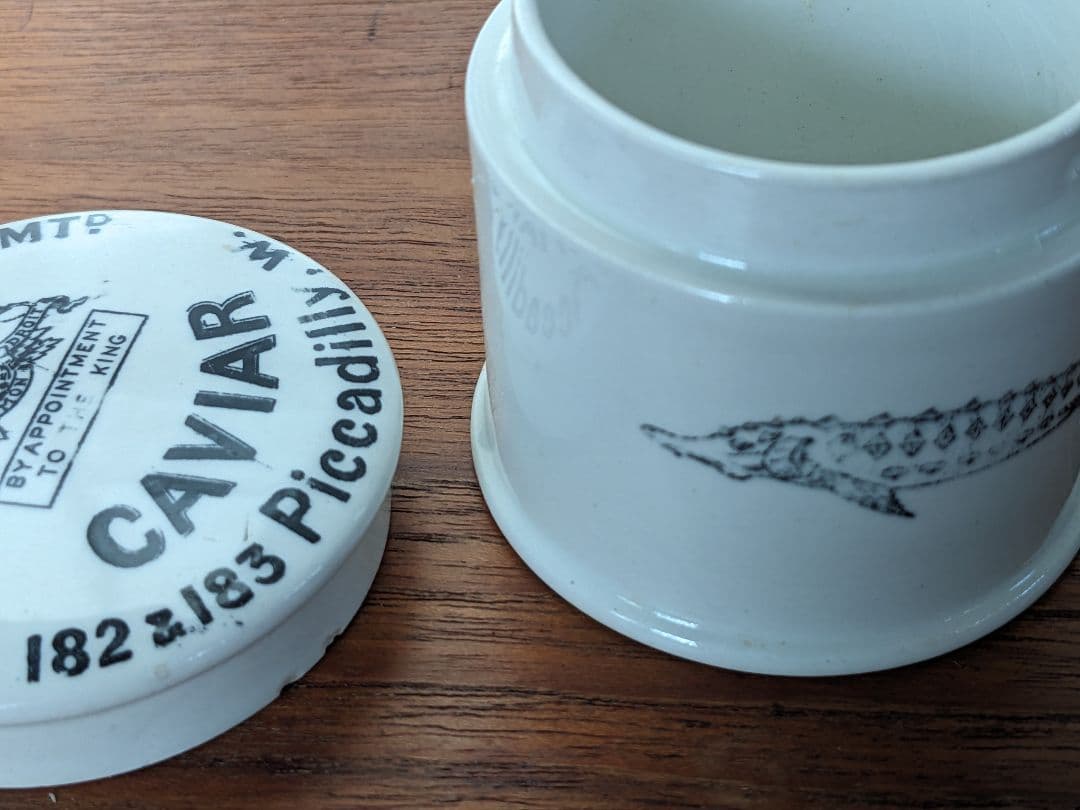 MTD.
BY APPOINTMENT
TO THE KING
CAVIAR
182 & 183 Piccadilly, W.